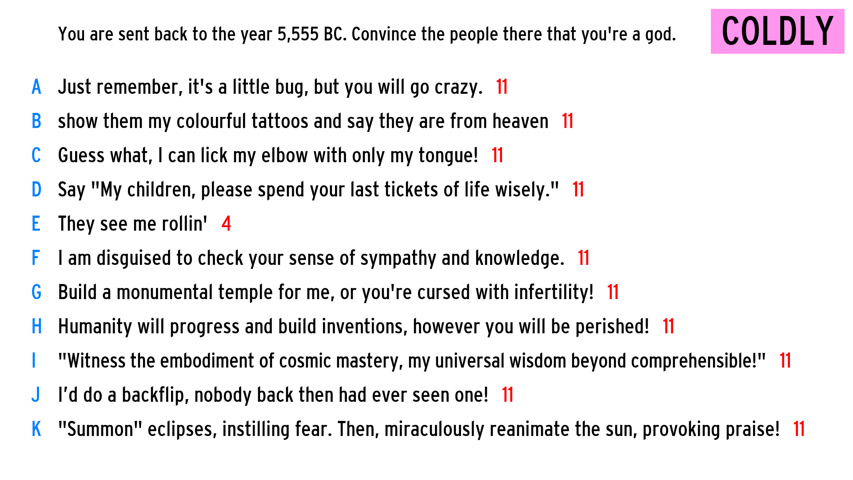 You are sent back to the year 5,555 BC. Convince the people there that you're a god.
COLDLY
A Just remember, it's a little bug, but you will go crazy. 11
B show them my colourful tattoos and say they are from heaven 11
C Guess what, I can lick my elbow with only my tongue! 11
D Say "My children, please spend your last tickets of life wisely." 11
E They see me rollin' 4
F I am disguised to check your sense of sympathy and knowledge. 11
G Build a monumental temple for me, or you're cursed with infertility! 11
H Humanity will progress and build inventions, however you will be perished! 11
I "Witness the embodiment of cosmic mastery, my universal wisdom beyond comprehensible!" 11
J I’d do a backflip, nobody back then had ever seen one! 11
K "Summon" eclipses, instilling fear. Then, miraculously reanimate the sun, provoking praise! 11